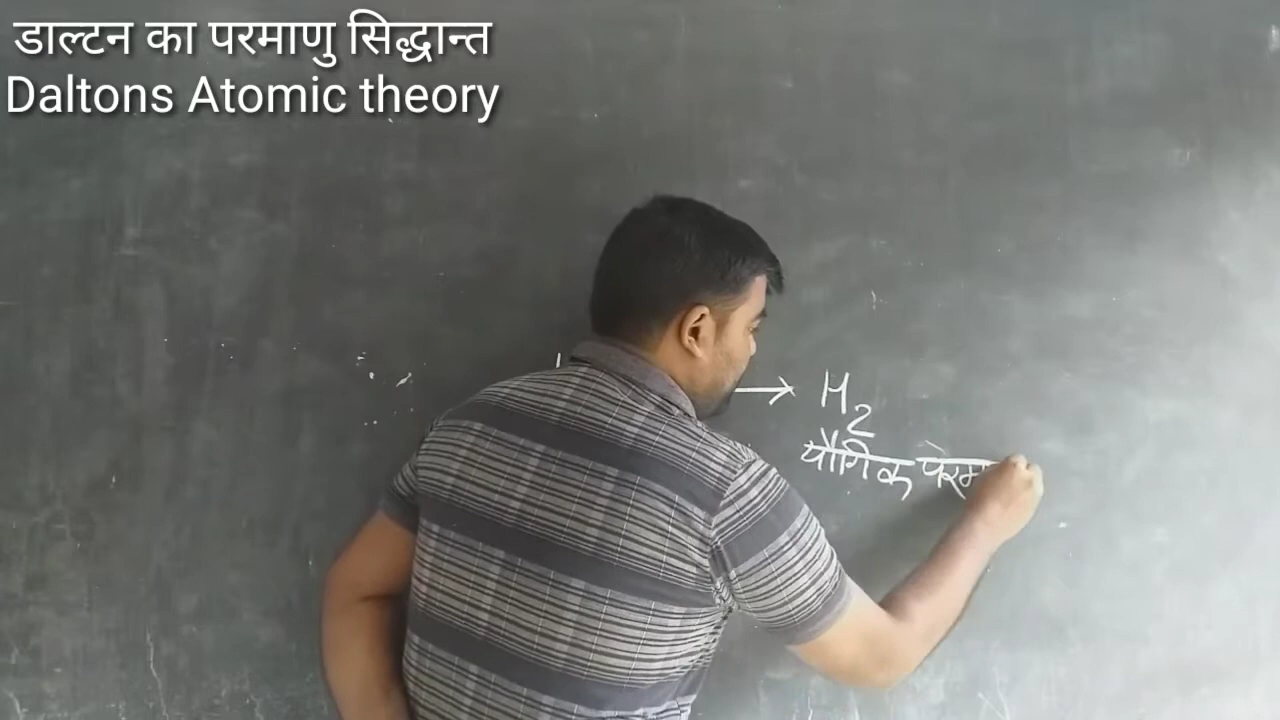 डाल्टन का परमाणु सिद्धान्त
Daltons Atomic theory
→ H₂
यौगिक